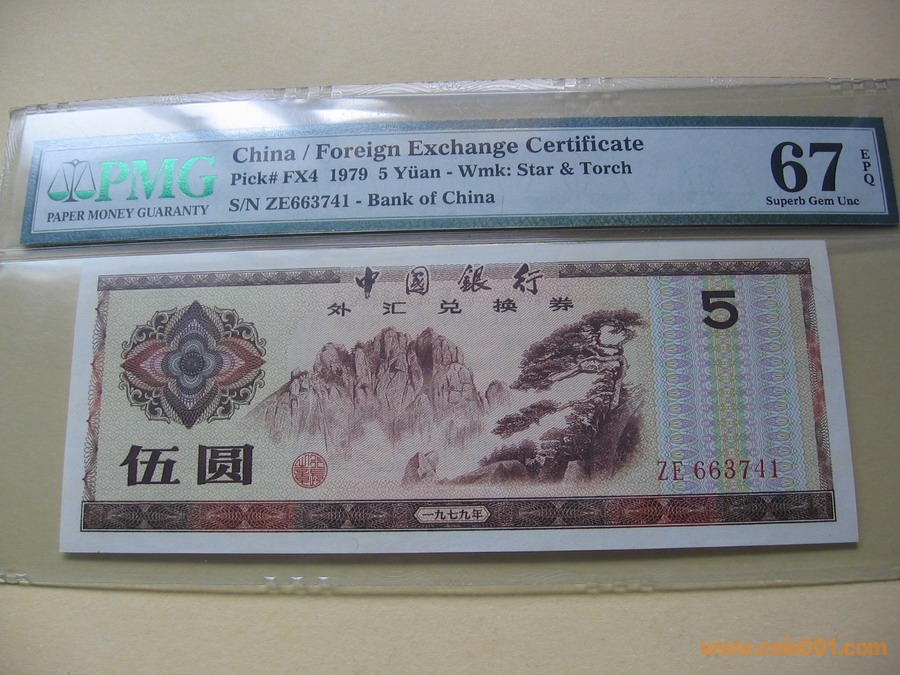 China / Foreign Exchange Certificate
Pick# FX4 1979 5 Yüan - Wmk: Star & Torch
S/N ZE663741 - Bank of China
PMG
PAPER MONEY GUARANTY
67
EPQ
Superb Gem Unc
中國銀行
外汇兑换券
5
伍圆
ZE 663741
一九七九年
www.coin001.com